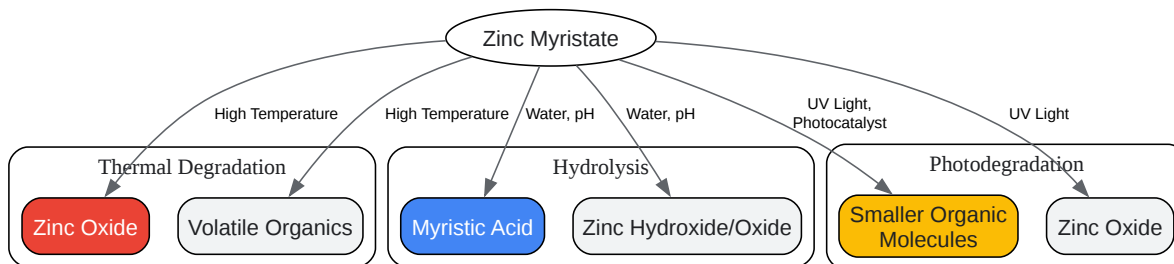 Zinc Myristate
High Temperature
High Temperature
Water, pH
Water, pH
UV Light,
Photocatalyst
UV Light
Thermal Degradation
Hydrolysis
Photodegradation
Zinc Oxide
Volatile Organics
Myristic Acid
Zinc Hydroxide/Oxide
Smaller Organic
Molecules
Zinc Oxide